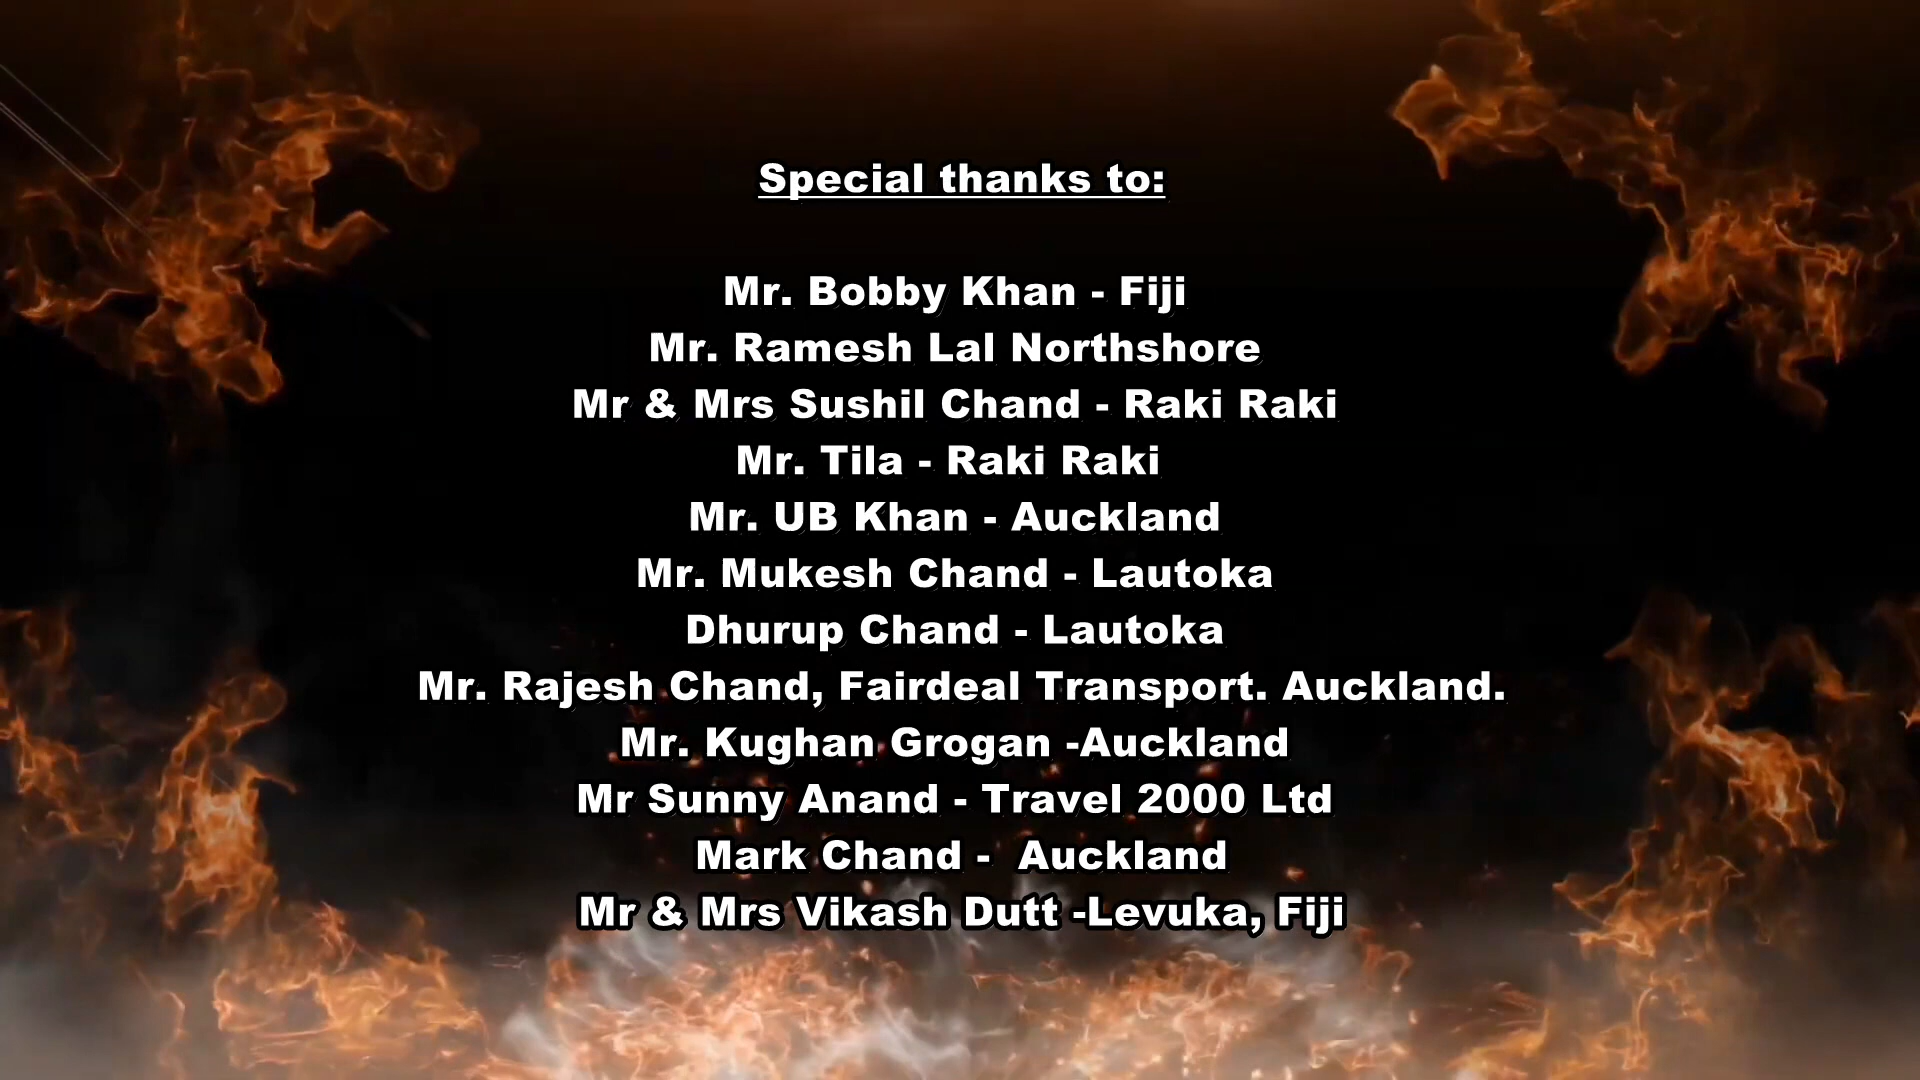 Special thanks to:
Mr. Bobby Khan - Fiji
Mr. Ramesh Lal Northshore
Mr & Mrs Sushil Chand - Raki Raki
Mr. Tila - Raki Raki
Mr. UB Khan - Auckland
Mr. Mukesh Chand - Lautoka
Dhurup Chand - Lautoka
Mr. Rajesh Chand, Fairdeal Transport. Auckland.
Mr. Kughan Grogan -Auckland
Mr Sunny Anand - Travel 2000 Ltd
Mark Chand -  Auckland
Mr & Mrs Vikash Dutt -Levuka, Fiji